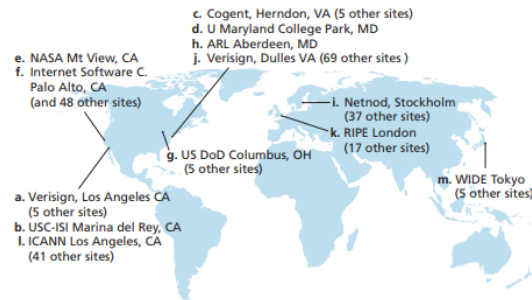 c. Cogent, Herndon, VA (5 other sites)
d. U Maryland College Park, MD
h. ARL Aberdeen, MD
j. Verisign, Dulles VA (69 other sites )
e. NASA Mt View, CA
f. Internet Software C.
Palo Alto, CA
(and 48 other sites)
i. Netnod, Stockholm
(37 other sites)
k. RIPE London
(17 other sites)
g. US DoD Columbus, OH
(5 other sites)
m. WIDE Tokyo
(5 other sites)
a. Verisign, Los Angeles CA
(5 other sites)
b. USC-ISI Marina del Rey, CA
l. ICANN Los Angeles, CA
(41 other sites)